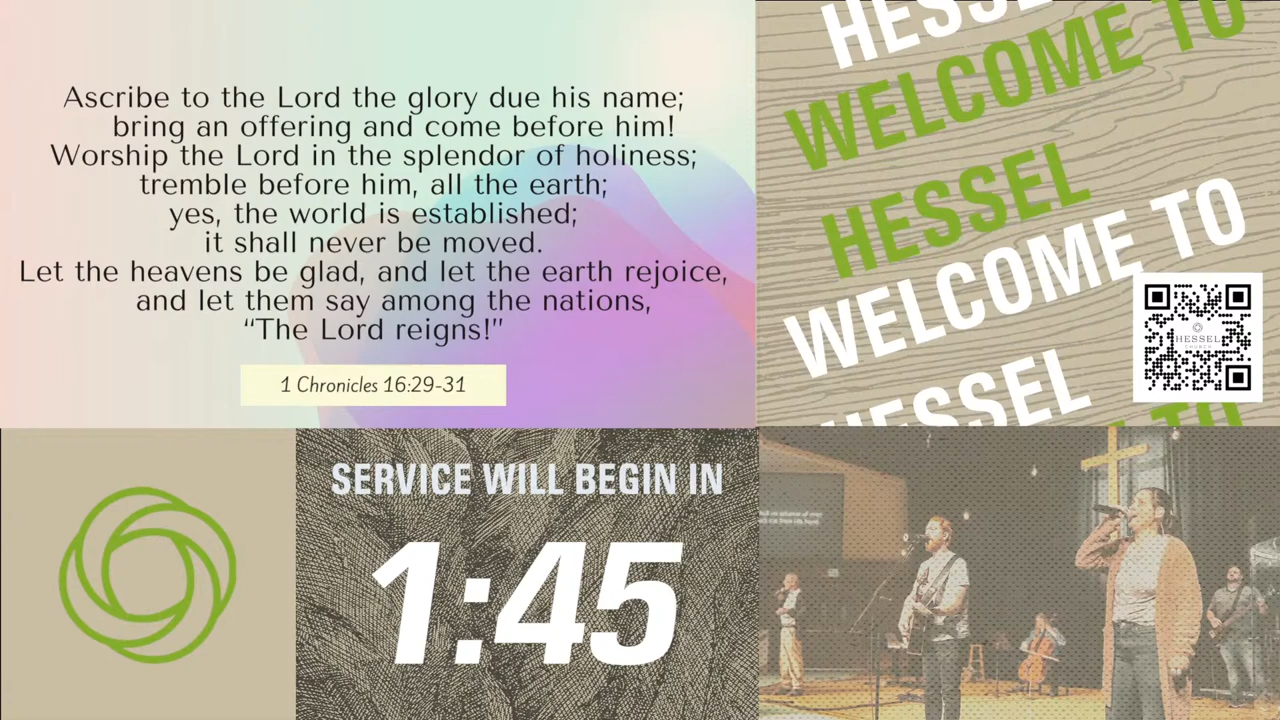 Ascribe to the Lord the glory due his name;
bring an offering and come before him!
Worship the Lord in the splendor of holiness;
tremble before him, all the earth;
yes, the world is established;
it shall never be moved.
Let the heavens be glad, and let the earth rejoice,
and let them say among the nations,
“The Lord reigns!”
1 Chronicles 16:29-31
HESSEL
WELCOME TO
HESSEL
WELCOME TO
HESSEL
TO
HESSEL
CHURCH
SERVICE WILL BEGIN IN
1:45